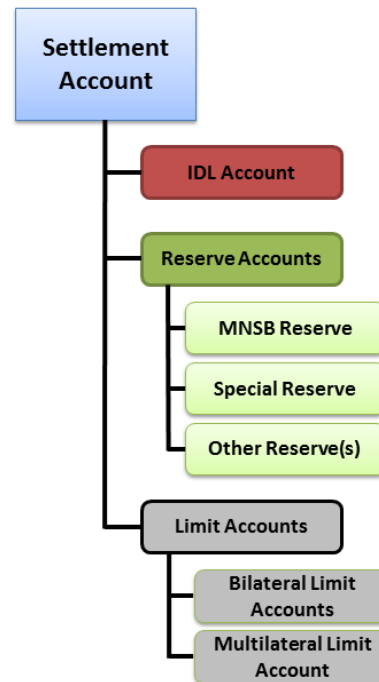 Settlement
Account
IDL Account
Reserve Accounts
MNSB Reserve
Special Reserve
Other Reserve(s)
Limit Accounts
Bilateral Limit
Accounts
Multilateral Limit
Account